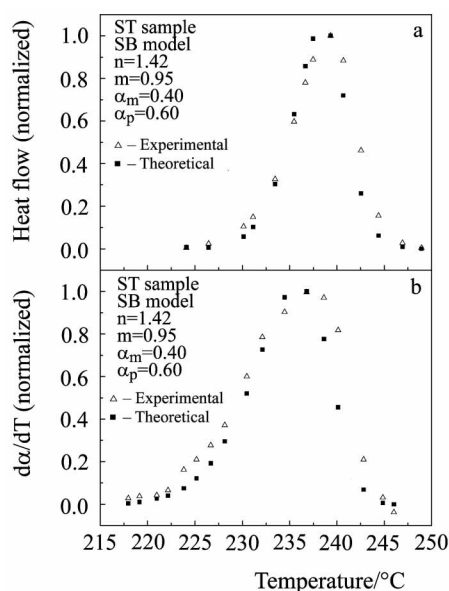 a
ST sample
SB model
n=1.42
m=0.95
αm=0.40
αp=0.60
△ – Experimental
■ – Theoretical
Heat flow (normalized)
1.0
0.8
0.6
0.4
0.2
0.0
b
ST sample
SB model
n=1.42
m=0.95
αm=0.40
αp=0.60
△ – Experimental
■ – Theoretical
dα/dT (normalized)
1.0
0.8
0.6
0.4
0.2
0.0
215 220 225 230 235 240 245 250
Temperature/°C